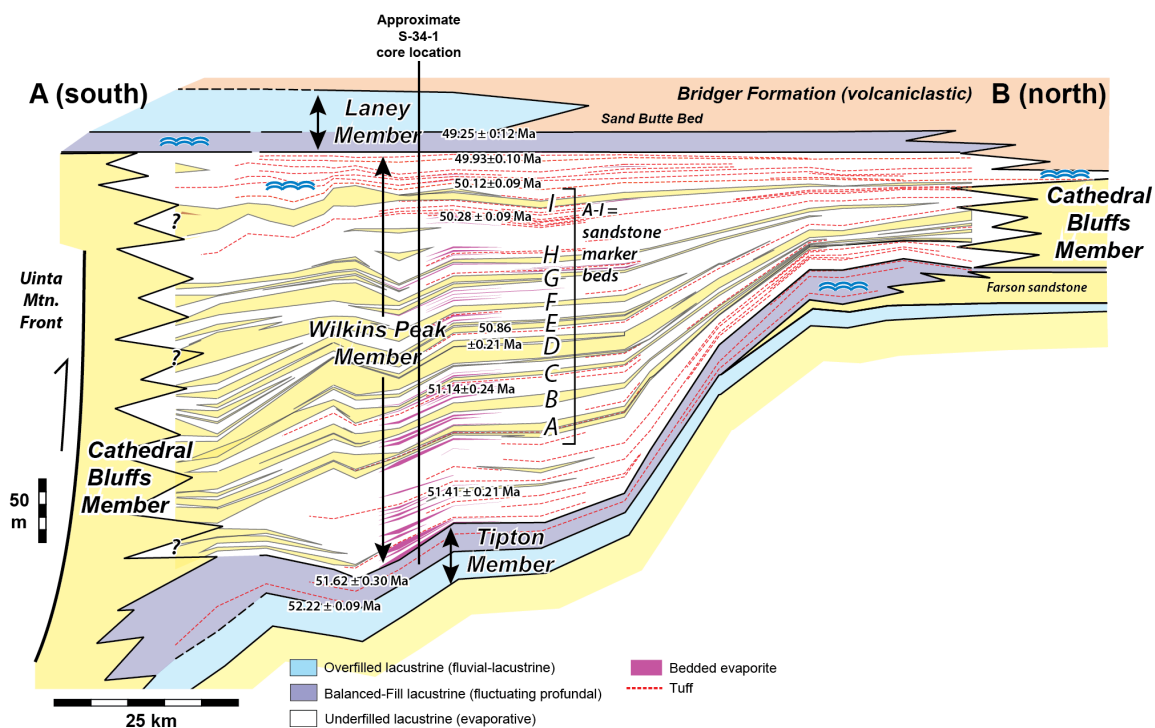 Approximate
S-34-1
core location
A (south)
B (north)
Laney
Member
Bridger Formation (volcaniclastic)
Sand Butte Bed
49.25 ± 0.12 Ma
49.93±0.10 Ma
50.12±0.09 Ma
50.28 ± 0.09 Ma
I
A-I =
sandstone
marker
beds
Cathedral
Bluffs
Member
?
H
G
F
E
D
C
B
A
Uinta
Mtn.
Front
Farson sandstone
Wilkins Peak
Member
50.86
±0.21 Ma
?
51.14±0.24 Ma
Cathedral
Bluffs
Member
50
m
51.41 ± 0.21 Ma
?
Tipton
Member
51.62 ± 0.30 Ma
52.22 ± 0.09 Ma
25 km
Overfilled lacustrine (fluvial-lacustrine)
Balanced-Fill lacustrine (fluctuating profundal)
Underfilled lacustrine (evaporative)
Bedded evaporite
Tuff